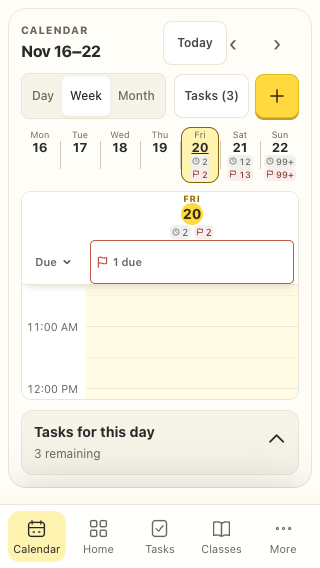 CALENDAR
Nov 16–22
Today
Day Week Month
Tasks (3)
Mon Tue Wed Thu Fri Sat Sun
16 17 18 19 20 21 22
2 12 99+
2 13 99+
FRI
20
2 2
Due
1 due
11:00 AM
12:00 PM
Tasks for this day
3 remaining
Calendar Home Tasks Classes More